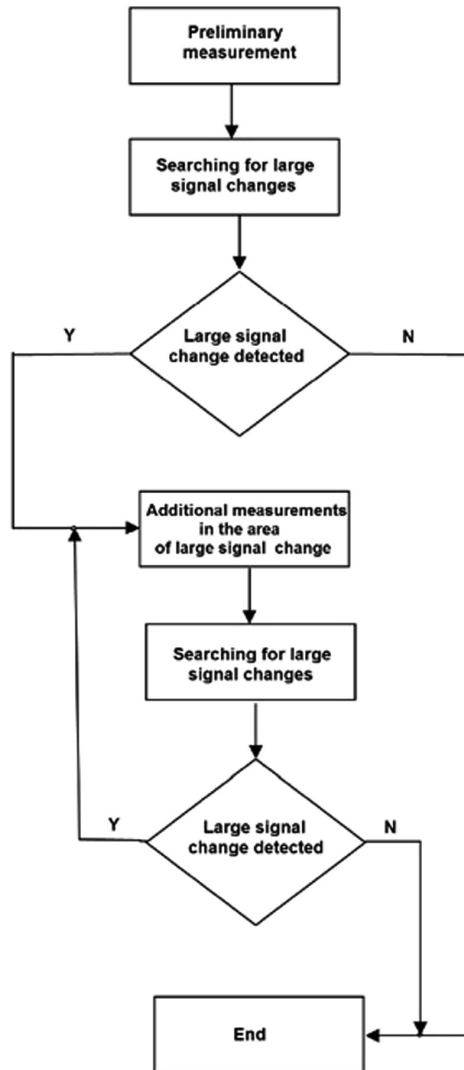 Preliminary
measurement
Searching for large
signal changes
Y
Large signal
change detected
N
Additional measurements
in the area
of large signal change
Searching for large
signal changes
Y
Large signal
change detected
N
End